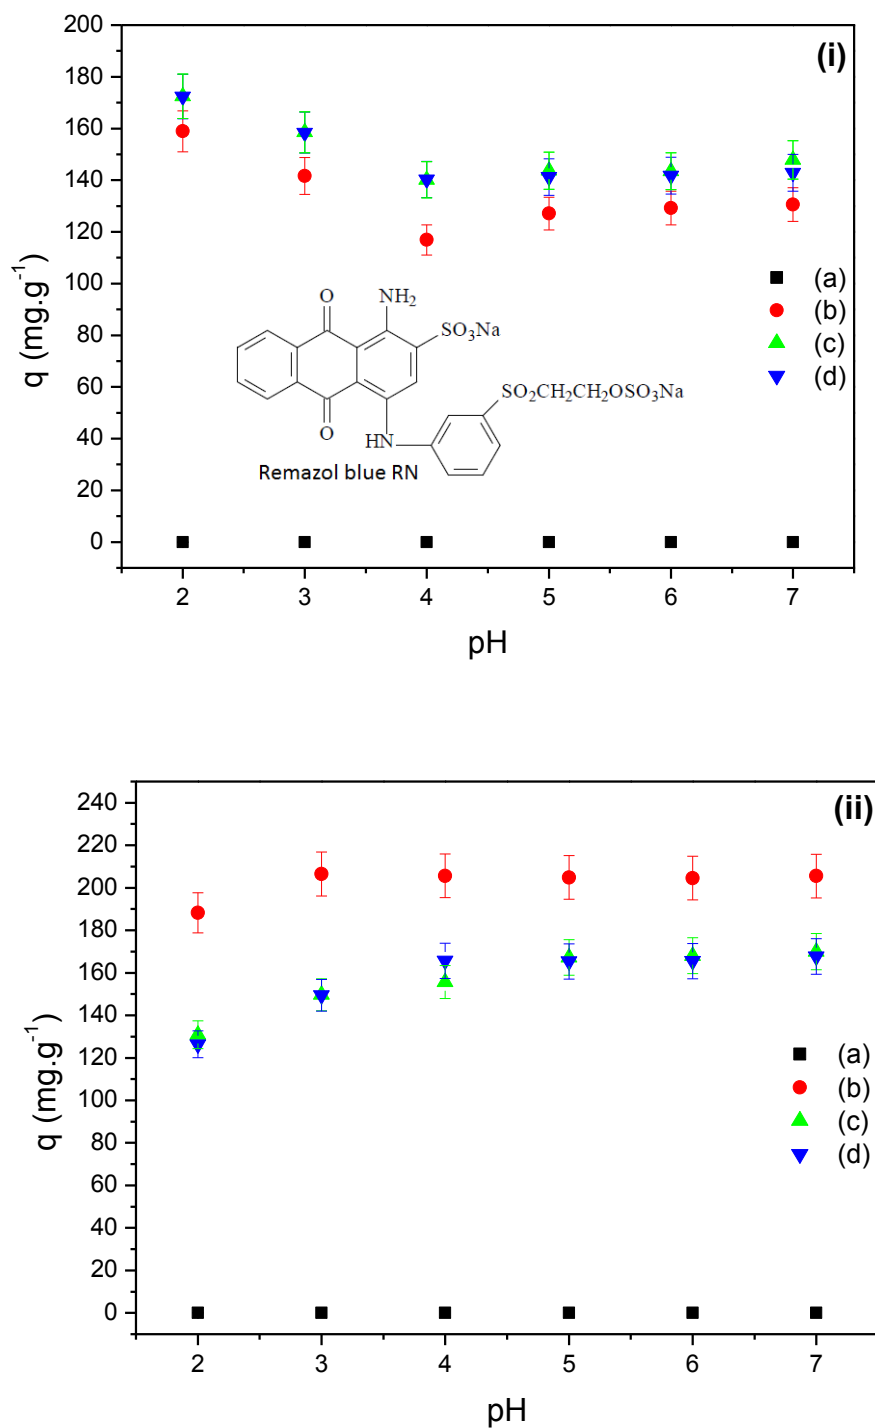 (i)
200
180
160
140
120
100
80
60
40
20
0
q (mg.g⁻¹)
(a)
(b)
(c)
(d)
O
NH₂
SO₃Na
SO₂CH₂CH₂OSO₃Na
O
HN
Remazol blue RN
2 3 4 5 6 7
pH
(ii)
240
220
200
180
160
140
120
100
80
60
40
20
0
q (mg.g⁻¹)
(a)
(b)
(c)
(d)
2 3 4 5 6 7
pH